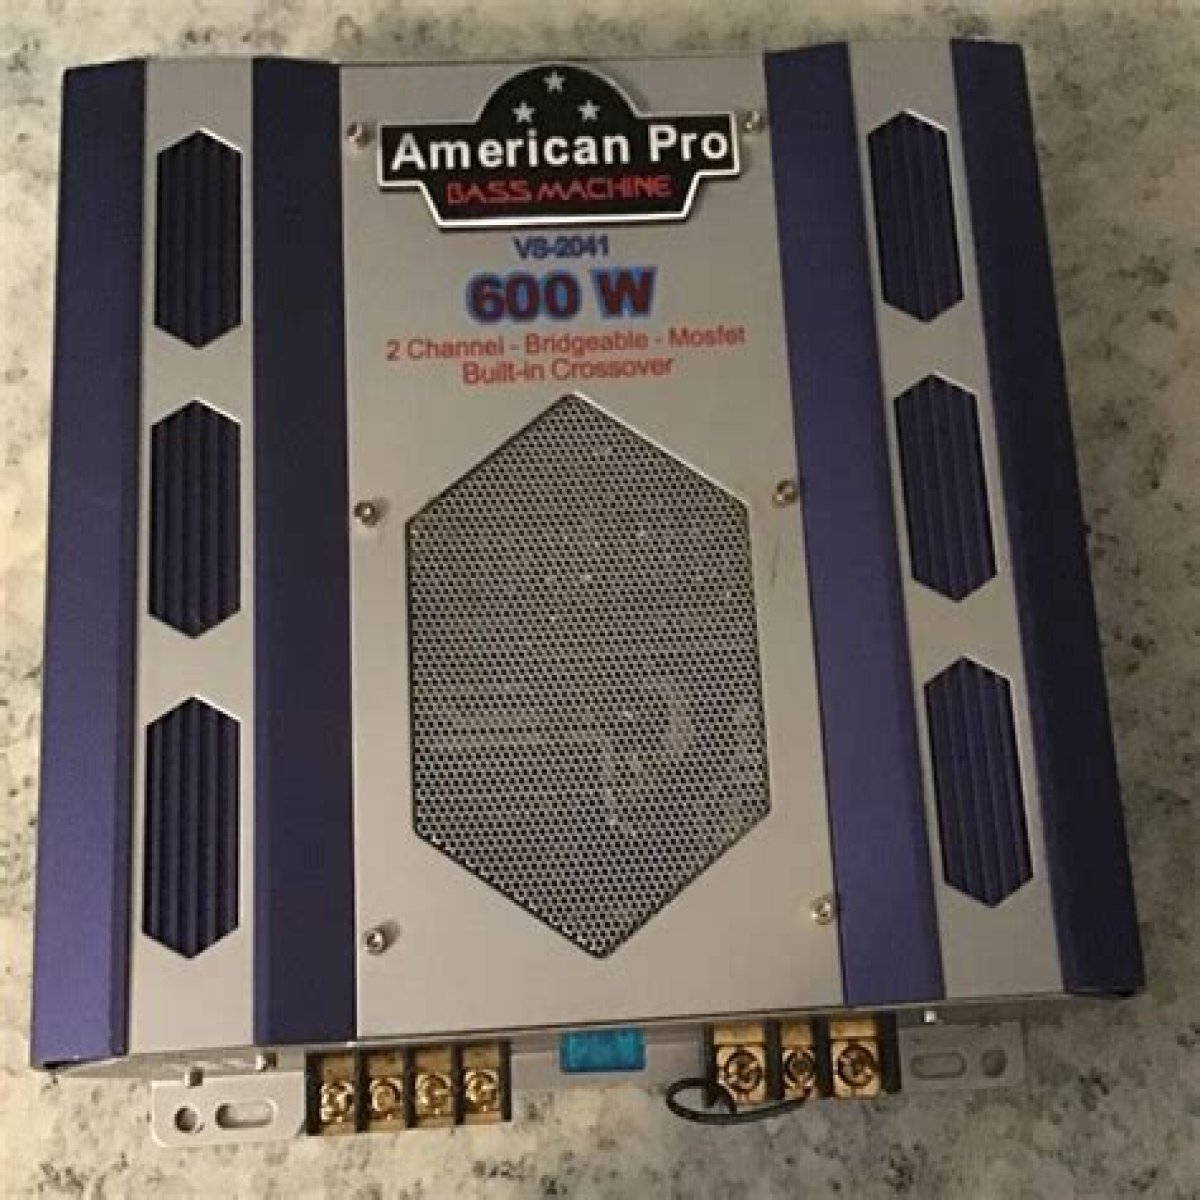 American Pro
BASS MACHINE
VS-2041
600 W
2 Channel - Bridgeable - Mosfet
Built-in Crossover